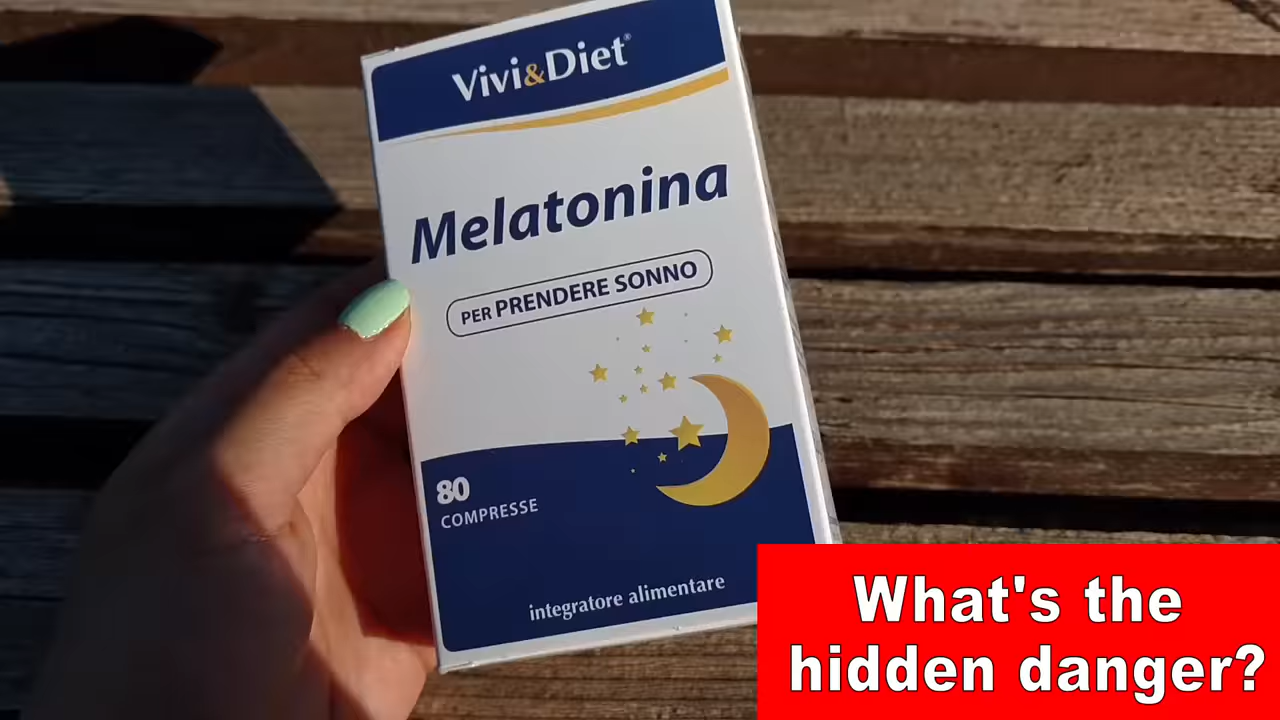 Vivi&Diet®
Melatonina
PER PRENDERE SONNO
80
COMPRESSE
integratore alimentare
What's the
hidden danger?